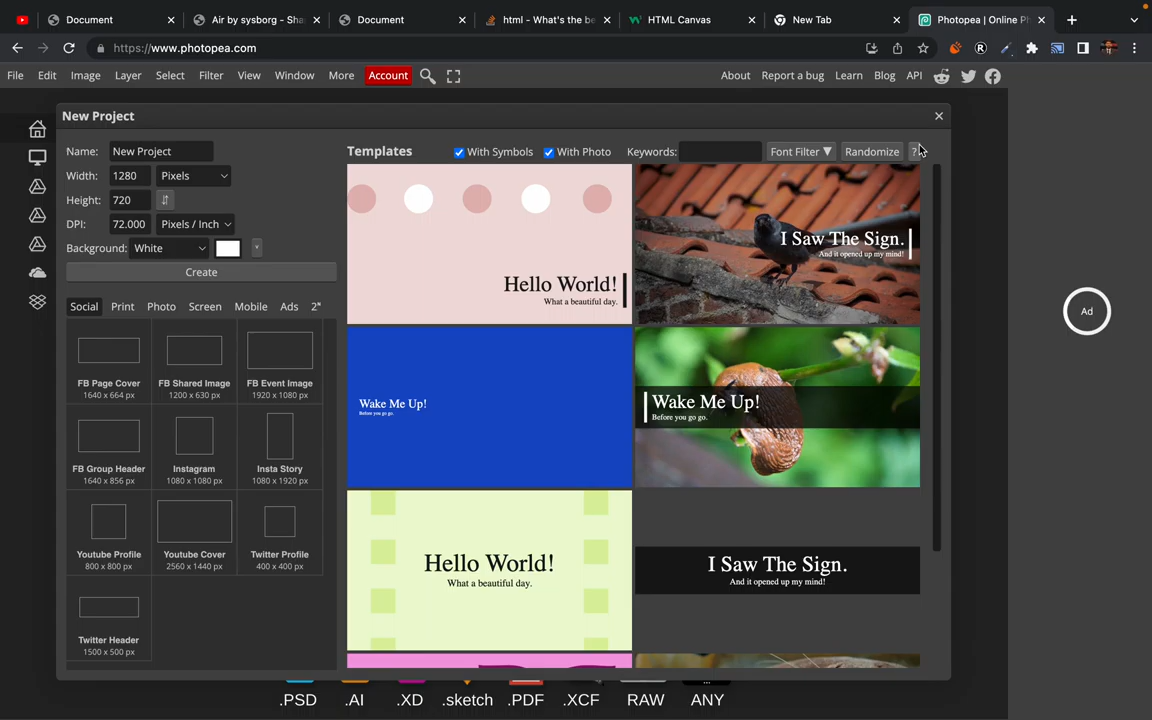 Document
Air by sysborg - Sha
Document
html - What's the be
HTML Canvas
New Tab
Photopea | Online Ph
https://www.photopea.com
File Edit Image Layer Select Filter View Window More Account
About Report a bug Learn Blog API
New Project
Name: New Project
Width: 1280 Pixels
Height: 720
DPI: 72.000 Pixels / Inch
Background: White
Create
Social Print Photo Screen Mobile Ads 2ⁿ
FB Page Cover
1640 x 664 px
FB Shared Image
1200 x 630 px
FB Event Image
1920 x 1080 px
FB Group Header
1640 x 856 px
Instagram
1080 x 1080 px
Insta Story
1080 x 1920 px
Youtube Profile
800 x 800 px
Youtube Cover
2560 x 1440 px
Twitter Profile
400 x 400 px
Twitter Header
1500 x 500 px
Templates With Symbols With Photo Keywords: Font Filter ▼ Randomize ?
Hello World!
What a beautiful day.
I Saw The Sign.
And it opened up my mind!
Wake Me Up!
Before you go go.
Wake Me Up!
Before you go go.
Hello World!
What a beautiful day.
I Saw The Sign.
And it opened up my mind!
Ad
.PSD .AI .XD .sketch .PDF .XCF RAW ANY